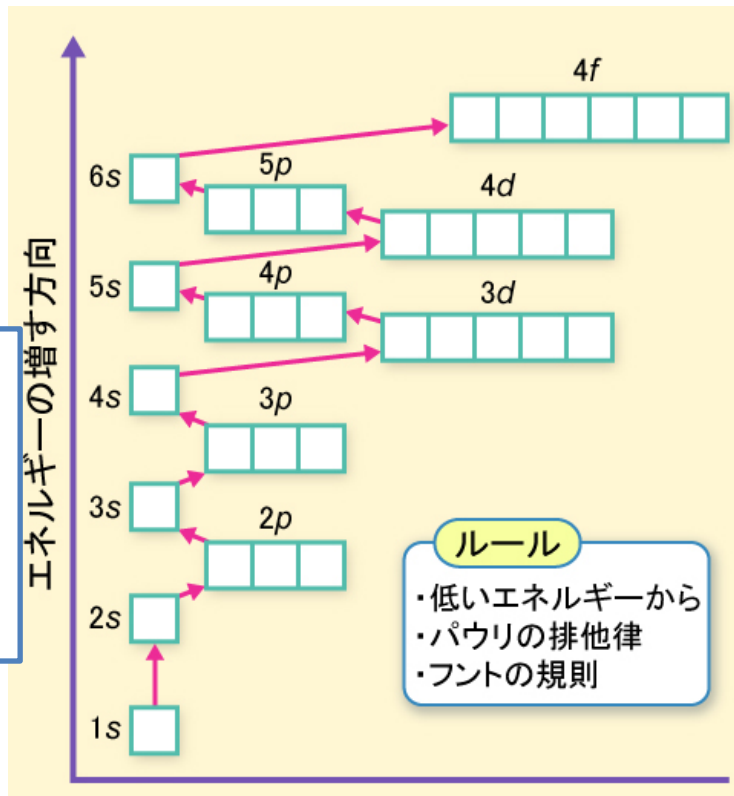 4f
6s
5p
4d
5s
4p
3d
4s
3p
3s
2p
2s
1s
エネルギーの増す方向
ルール
・低いエネルギーから
・パウリの排他律
・フントの規則